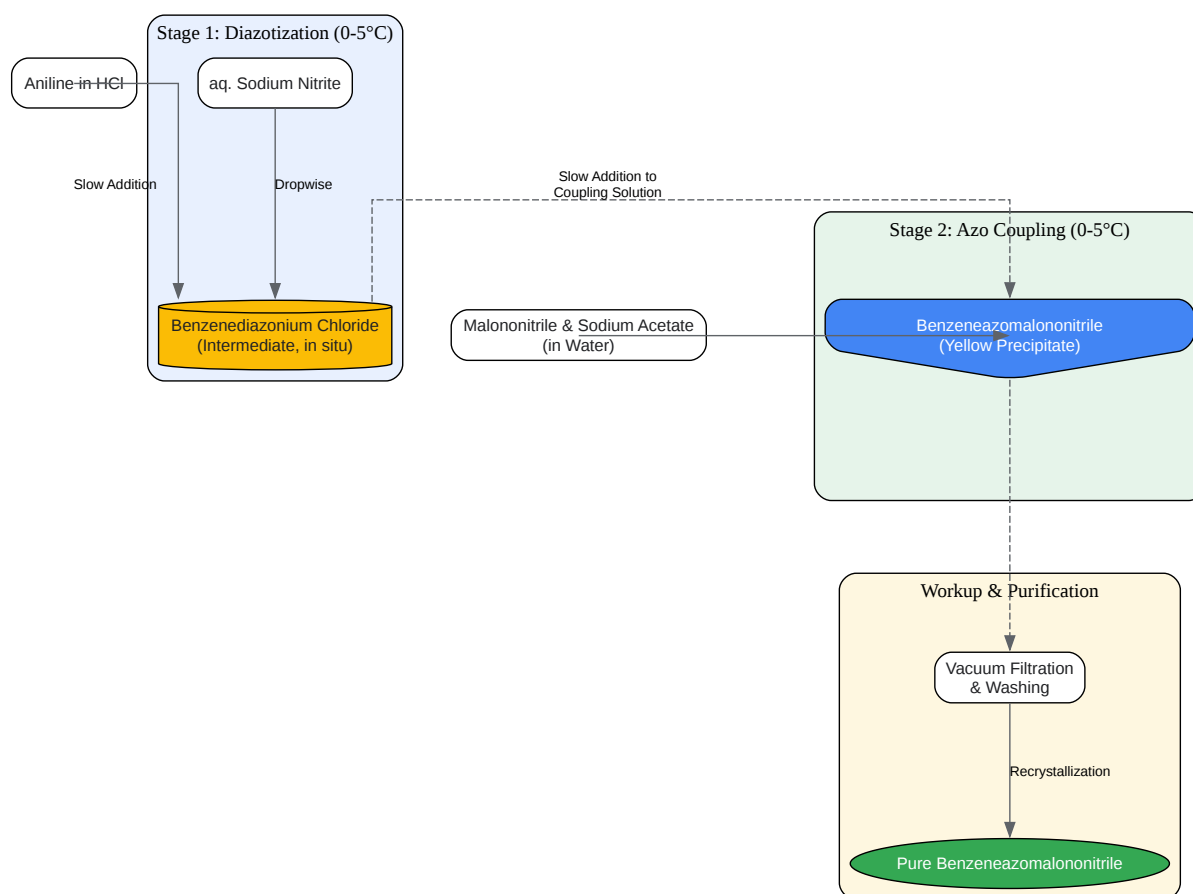 Stage 1: Diazotization (0-5°C)
Aniline in HCl
aq. Sodium Nitrite
Slow Addition
Dropwise
Slow Addition to
Coupling Solution
Benzenediazonium Chloride
(Intermediate, in situ)
Stage 2: Azo Coupling (0-5°C)
Malononitrile & Sodium Acetate
(in Water)
Benzeneazomalononitrile
(Yellow Precipitate)
Workup & Purification
Vacuum Filtration
& Washing
Recrystallization
Pure Benzeneazomalononitrile